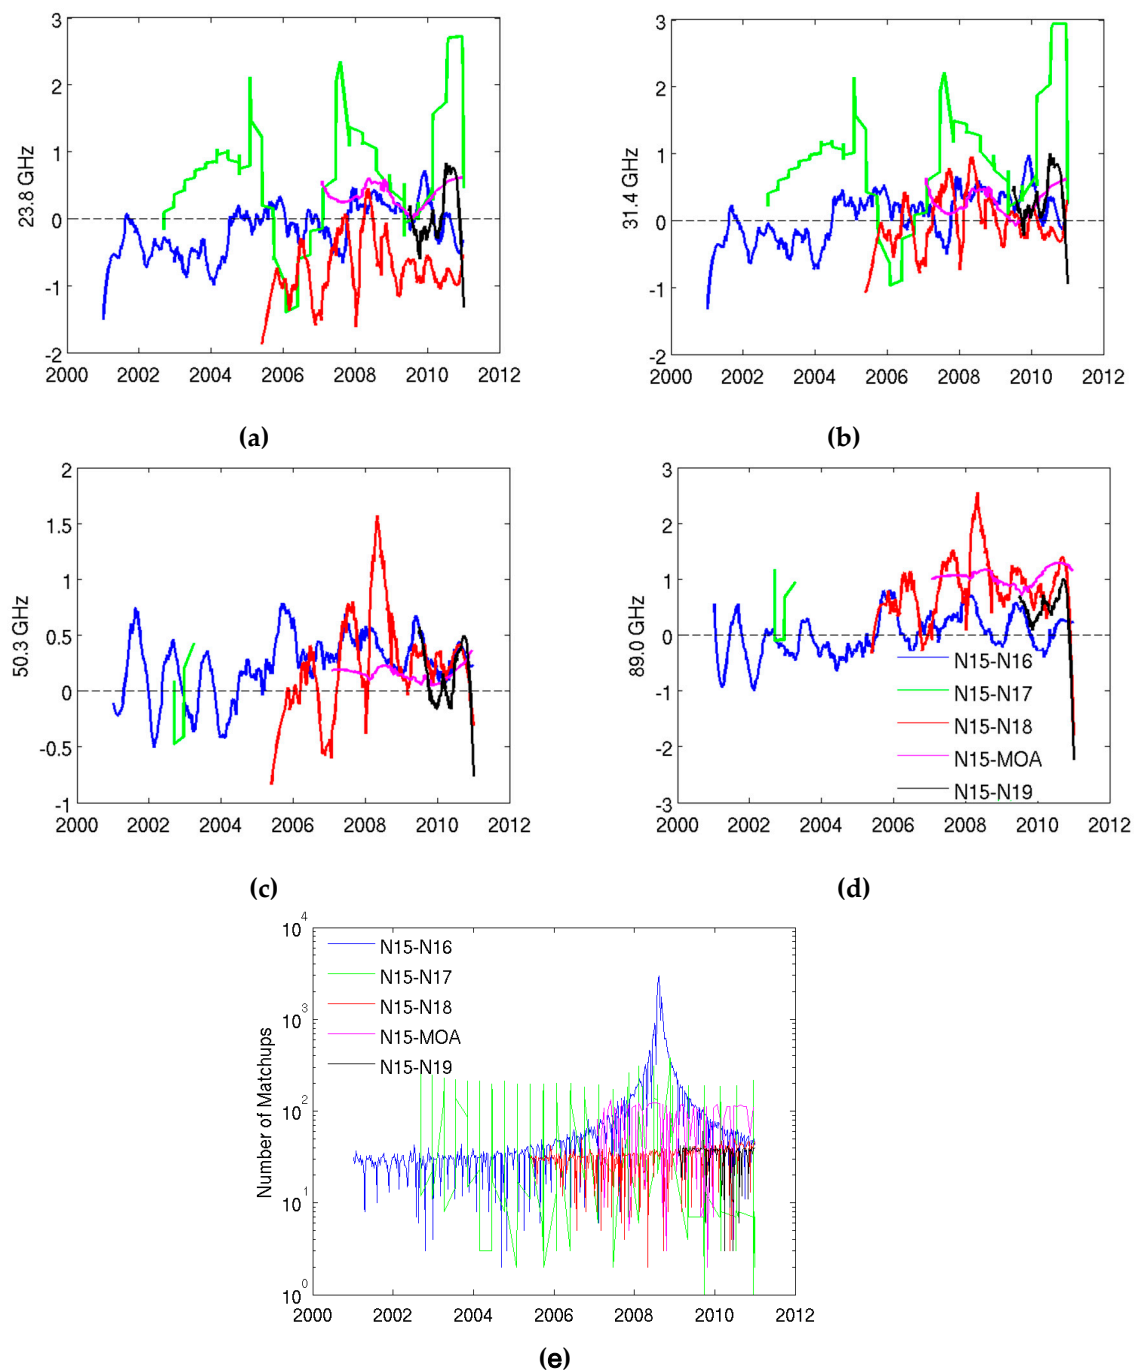 3
2
1
0
-1
-2
23.8 GHz
2000 2002 2004 2006 2008 2010 2012
(a)
3
2
1
0
-1
-2
31.4 GHz
2000 2002 2004 2006 2008 2010 2012
(b)
2
1.5
1
0.5
0
-0.5
-1
50.3 GHz
2000 2002 2004 2006 2008 2010 2012
(c)
3
2
1
0
-1
-2
-3
89.0 GHz
N15-N16
N15-N17
N15-N18
N15-MOA
N15-N19
2000 2002 2004 2006 2008 2010 2012
(d)
10^4
10^3
10^2
10^1
10^0
Number of Matchups
N15-N16
N15-N17
N15-N18
N15-MOA
N15-N19
2000 2002 2004 2006 2008 2010 2012
(e)